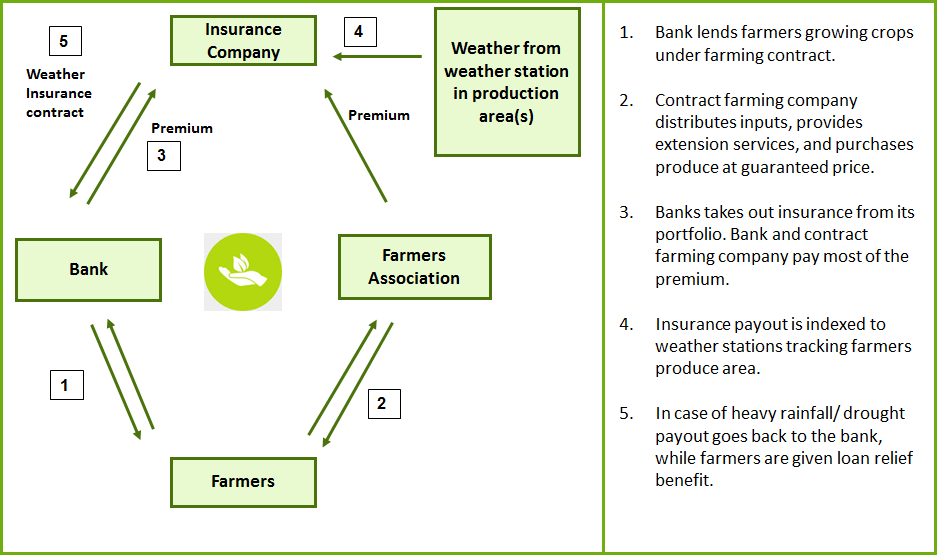 5
Weather
Insurance
contract
Insurance
Company
4
Weather from
weather station
in production
area(s)
Premium
3
Premium
Bank
Farmers
Association
1
2
Farmers
1. Bank lends farmers growing crops
under farming contract.
2. Contract farming company
distributes inputs, provides
extension services, and purchases
produce at guaranteed price.
3. Banks takes out insurance from its
portfolio. Bank and contract
farming company pay most of the
premium.
4. Insurance payout is indexed to
weather stations tracking farmers
produce area.
5. In case of heavy rainfall/ drought
payout goes back to the bank,
while farmers are given loan relief
benefit.